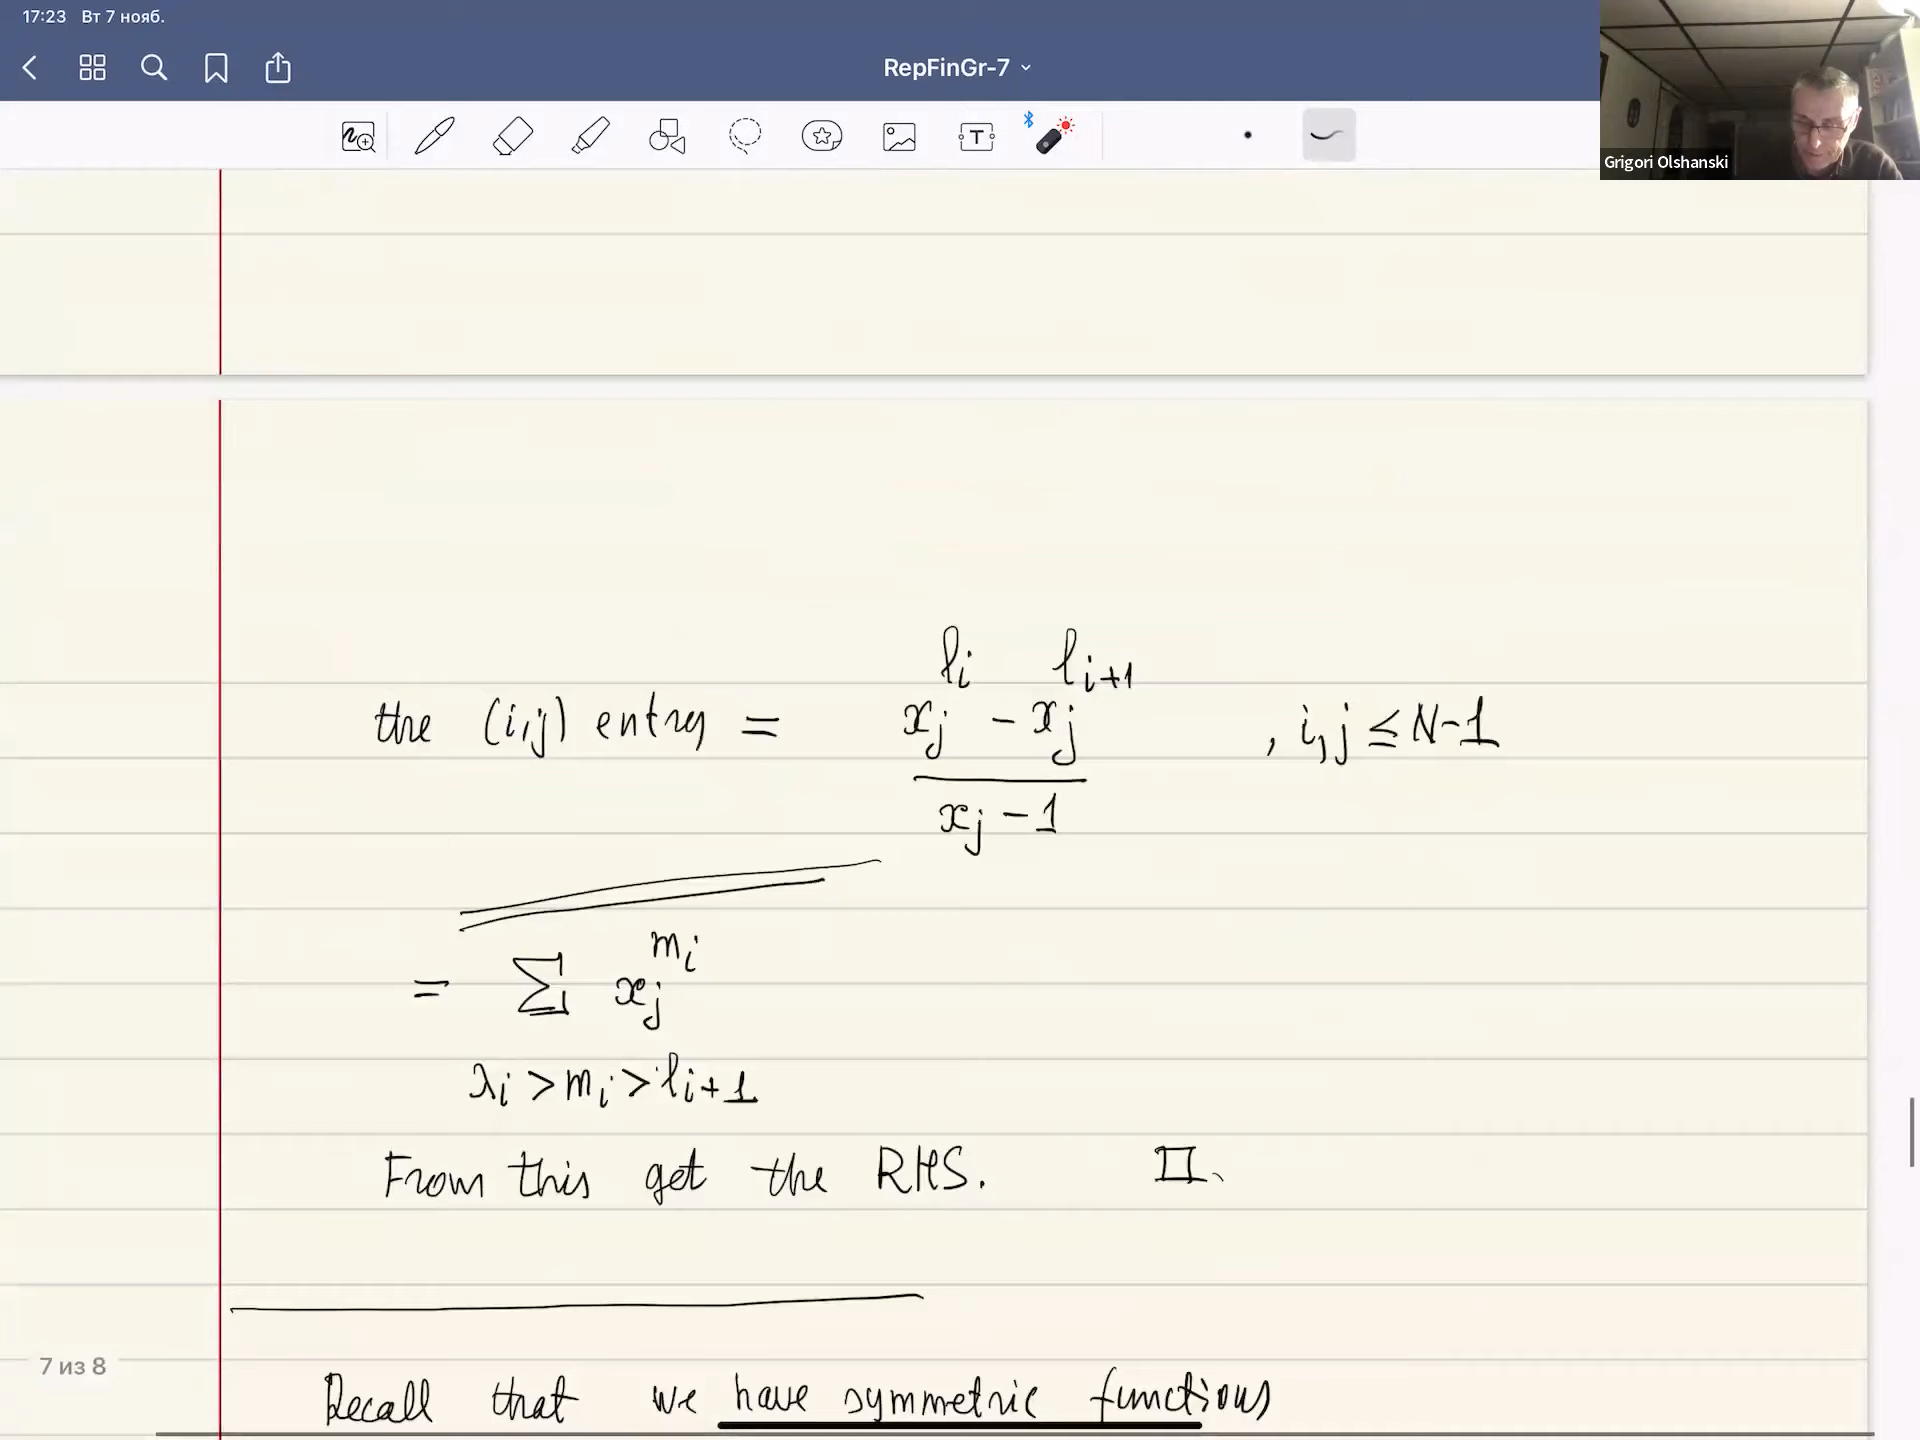 17:23 Вт 7 нояб.
RepFinGr-7
Grigori Olshanski
the (i,j) entry = (x_j^{l_i} - x_j^{l_{i+1}}) / (x_j - 1) , i,j ≤ N-1
= Σ x_j^{m_i}
λ_i > m_i > l_{i+1}
From this get the RHS. □
7 из 8
Recall that we have symmetric functions